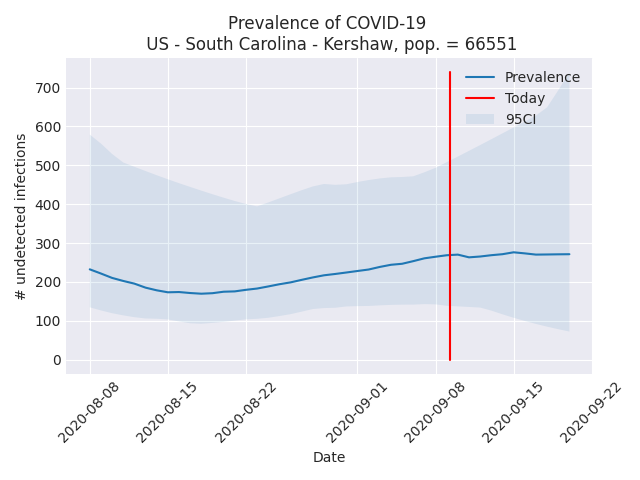 Prevalence of COVID-19
US - South Carolina - Kershaw, pop. = 66551
Prevalence
Today
95CI
# undetected infections
700
600
500
400
300
200
100
0
2020-08-08
2020-08-15
2020-08-22
2020-09-01
2020-09-08
2020-09-15
2020-09-22
Date